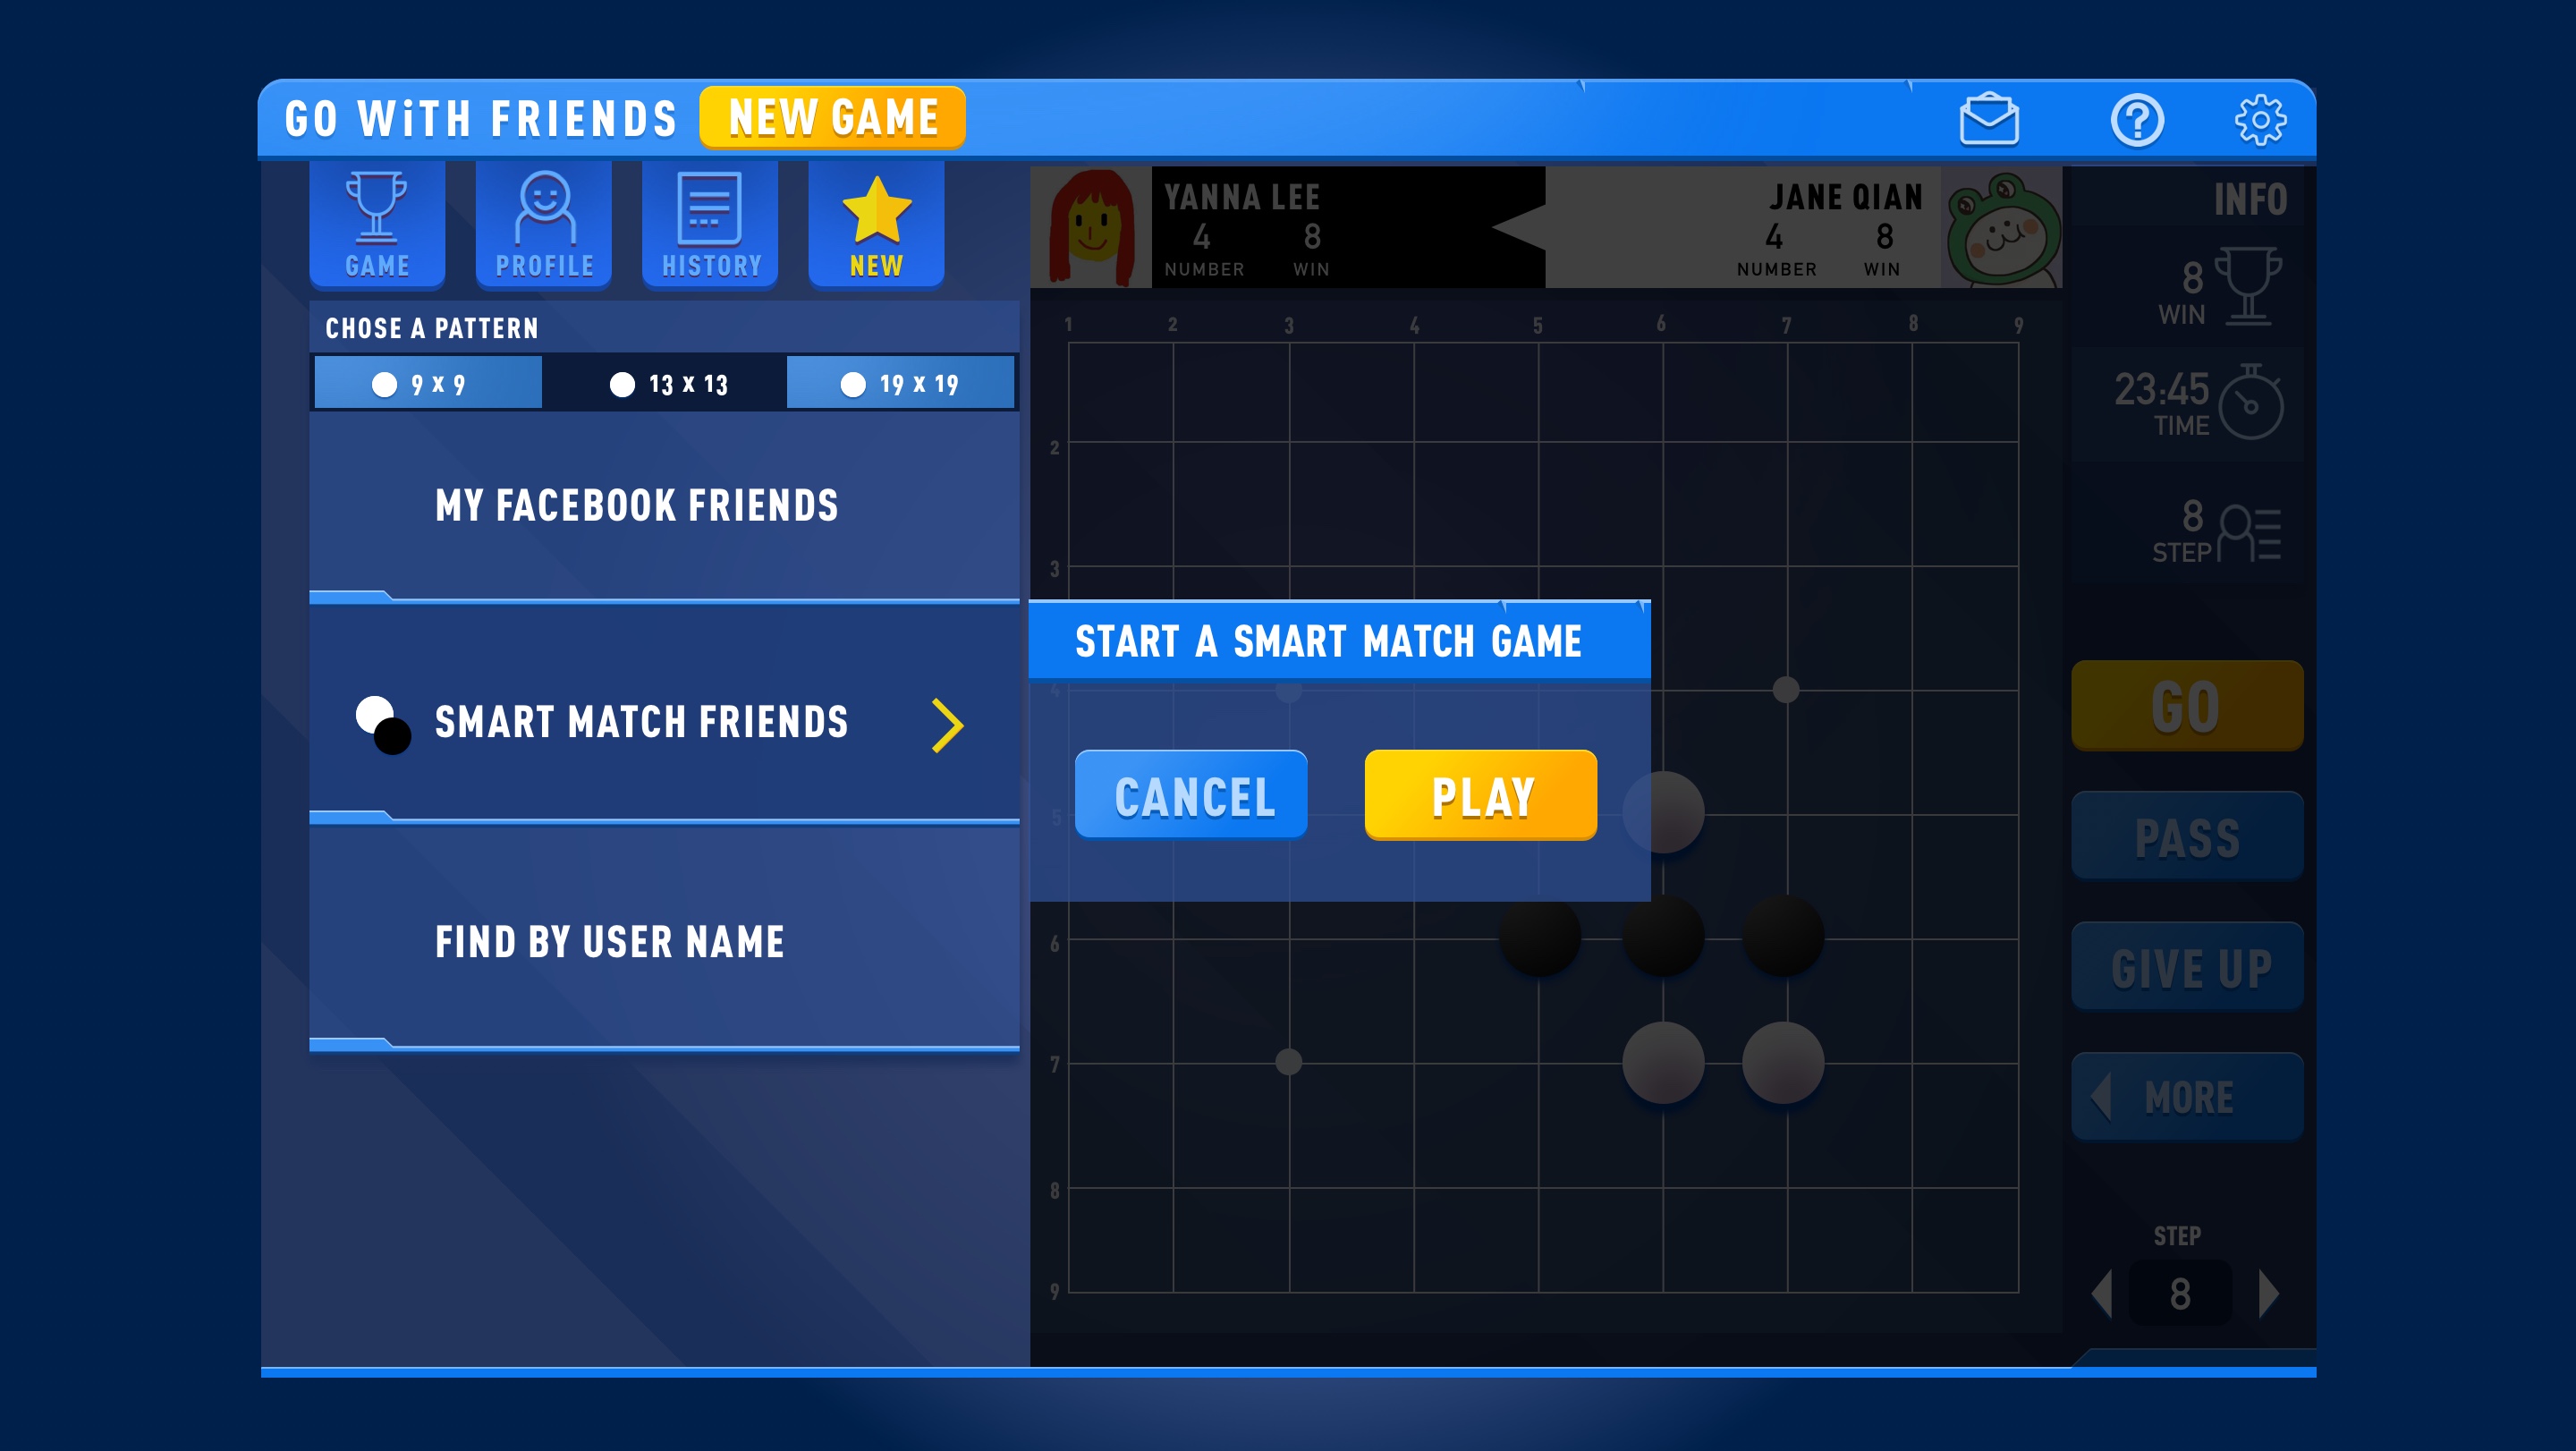 GO WiTH FRIENDS
NEW GAME
GAME
PROFILE
HISTORY
NEW
CHOSE A PATTERN
9 X 9
13 X 13
19 X 19
MY FACEBOOK FRIENDS
SMART MATCH FRIENDS
FIND BY USER NAME
YANNA LEE
4 8
NUMBER WIN
JANE QIAN
4 8
NUMBER WIN
1 2 3 4 5 6 7 8 9
2
3
4
5
6
7
8
9
START A SMART MATCH GAME
CANCEL
PLAY
INFO
8
WIN
23:45
TIME
8
STEP
GO
PASS
GIVE UP
MORE
STEP
8